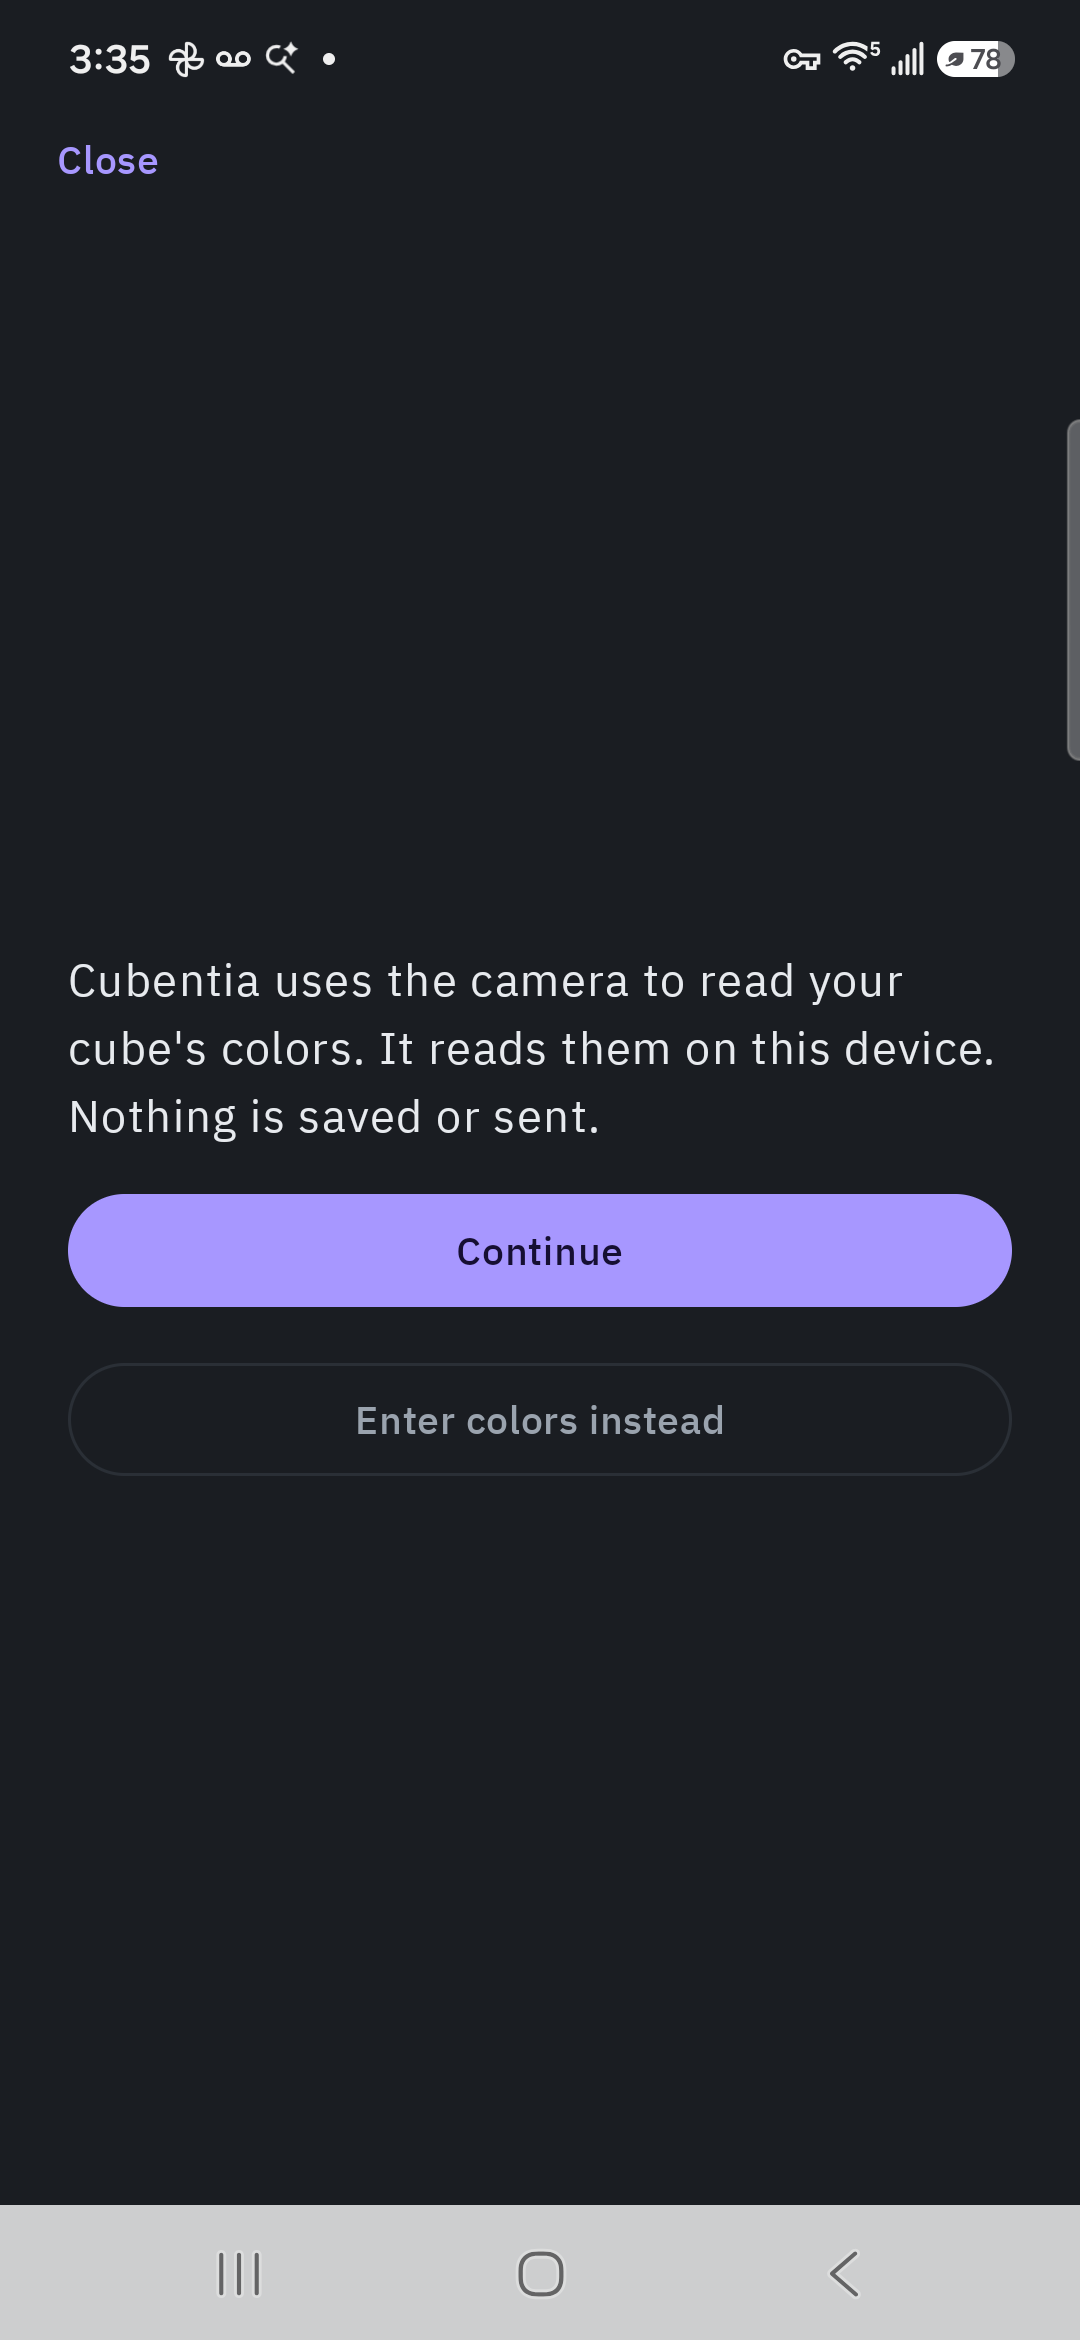 3:35
5
78
Close
Cubentia uses the camera to read your
cube's colors. It reads them on this device.
Nothing is saved or sent.
Continue
Enter colors instead